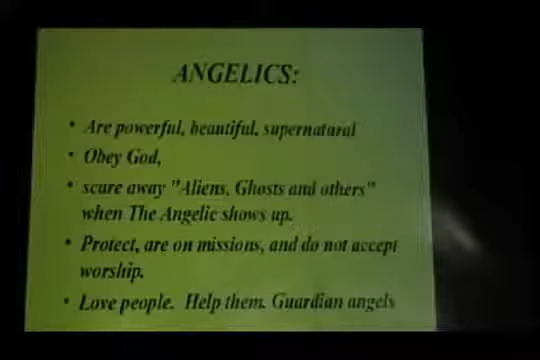 ANGELICS:
• Are powerful, beautiful, supernatural
• Obey God,
• scare away "Aliens, Ghosts and others"
when The Angelic shows up.
• Protect, are on missions, and do not accept
worship.
• Love people. Help them. Guardian angels